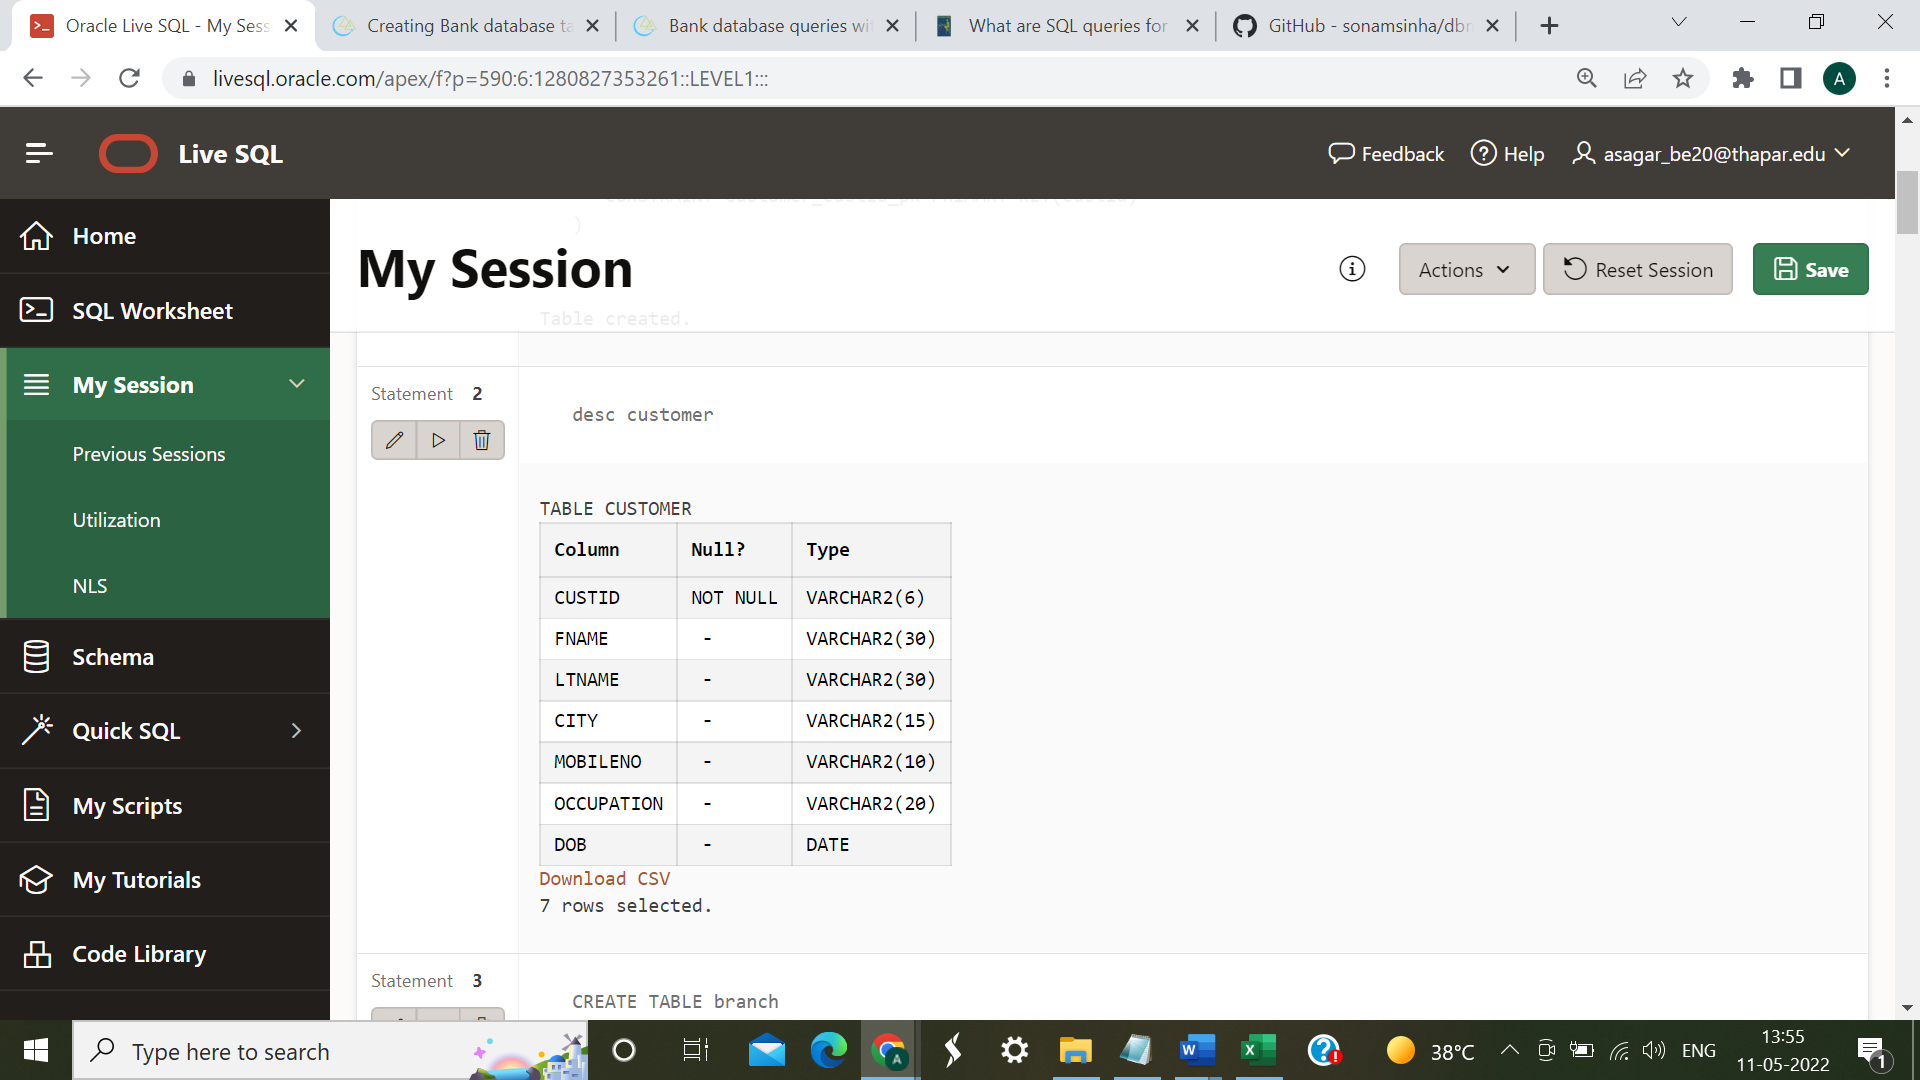 Oracle Live SQL - My Sess
Creating Bank database ta
Bank database queries wi
What are SQL queries for
GitHub - sonamsinha/dbm
livesql.oracle.com/apex/f?p=590:6:1280827353261::LEVEL1:::
A
Live SQL
Feedback
Help
asagar_be20@thapar.edu
Home
SQL Worksheet
My Session
Previous Sessions
Utilization
NLS
Schema
Quick SQL
My Scripts
My Tutorials
Code Library
)
My Session
Actions
Reset Session
Save
Table created.
Statement 2
desc customer
TABLE CUSTOMER
Column Null? Type
CUSTID NOT NULL VARCHAR2(6)
FNAME - VARCHAR2(30)
LTNAME - VARCHAR2(30)
CITY - VARCHAR2(15)
MOBILENO - VARCHAR2(10)
OCCUPATION - VARCHAR2(20)
DOB - DATE
Download CSV
7 rows selected.
Statement 3
CREATE TABLE branch
Type here to search
38°C
ENG
13:55
11-05-2022
1